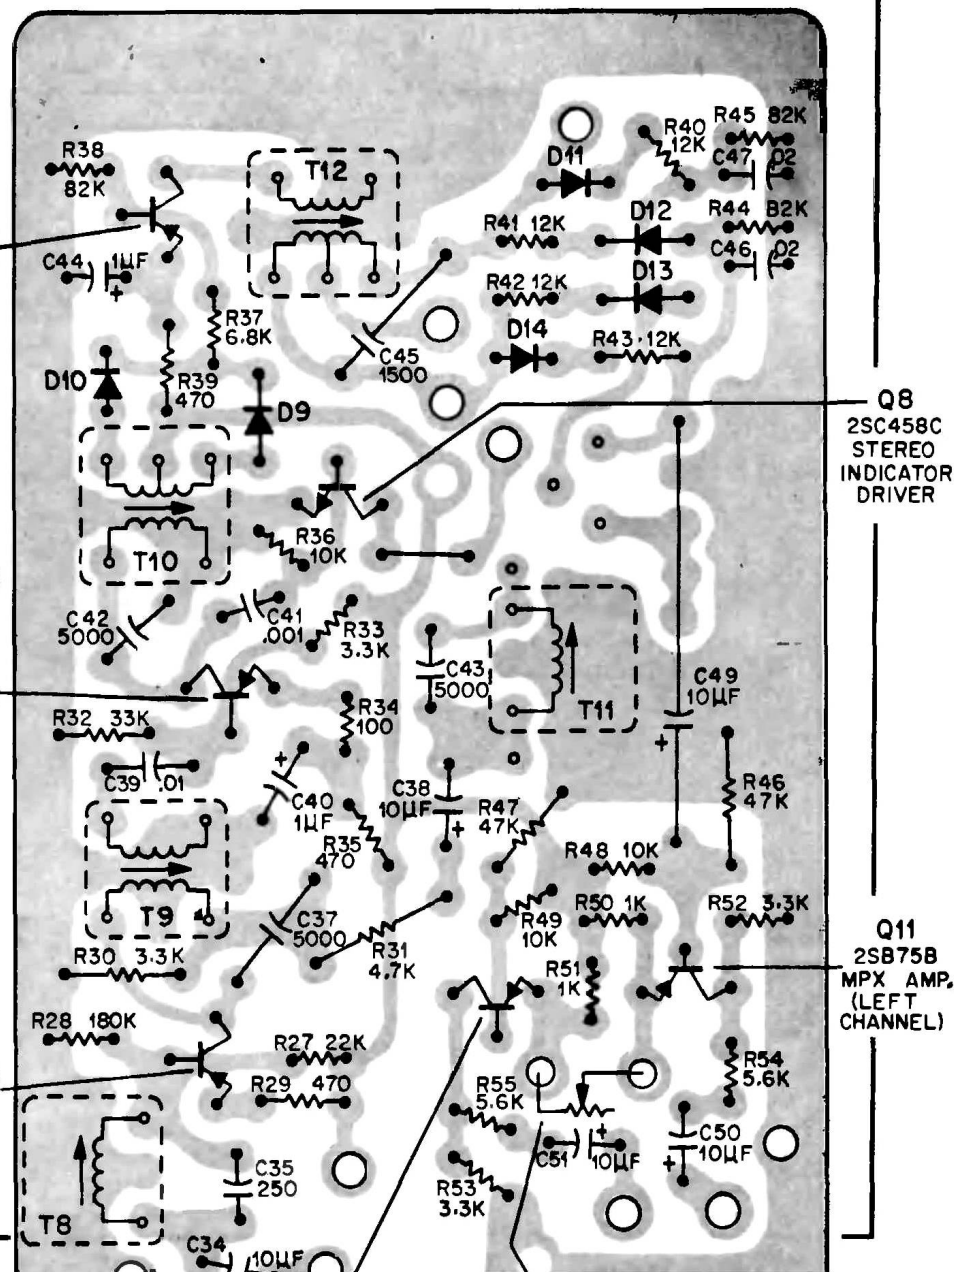 R45 82K
R40
12K
C47 .02
R38
82K
T12
D11
R44 82K
D12
R41 12K
C46 .02
C44 1µF
+
D13
R42 12K
R37
6.8K
D14
R43 12K
C45
1500
D10
R39
470
D9
Q8
2SC458C
STEREO
INDICATOR
DRIVER
R36
10K
T10
C42
5000
C41
.001
R33
3.3K
C43
5000
C49
10µF
+
T11
R34
100
R32 33K
C39 .01
+
C40
1µF
C38
10µF
+
R47
47K
R46
47K
R35
470
R48 10K
T9
C37
5000
R50 1K
R52 3.3K
R49
10K
R31
4.7K
Q11
2SB75B
MPX AMP.
(LEFT
CHANNEL)
R30 3.3K
R51
1K
R28 180K
R27 22K
R29 470
R54
5.6K
R55
5.6K
+
C51 10µF
C50
10µF
+
R53
3.3K
C35
250
T8
C34 10µF